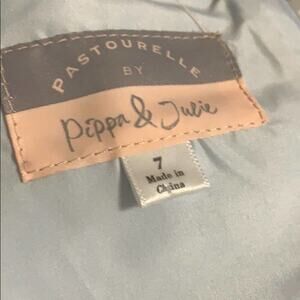 PASTOURELLE
BY
Pippa & Julie
7
Made in
China